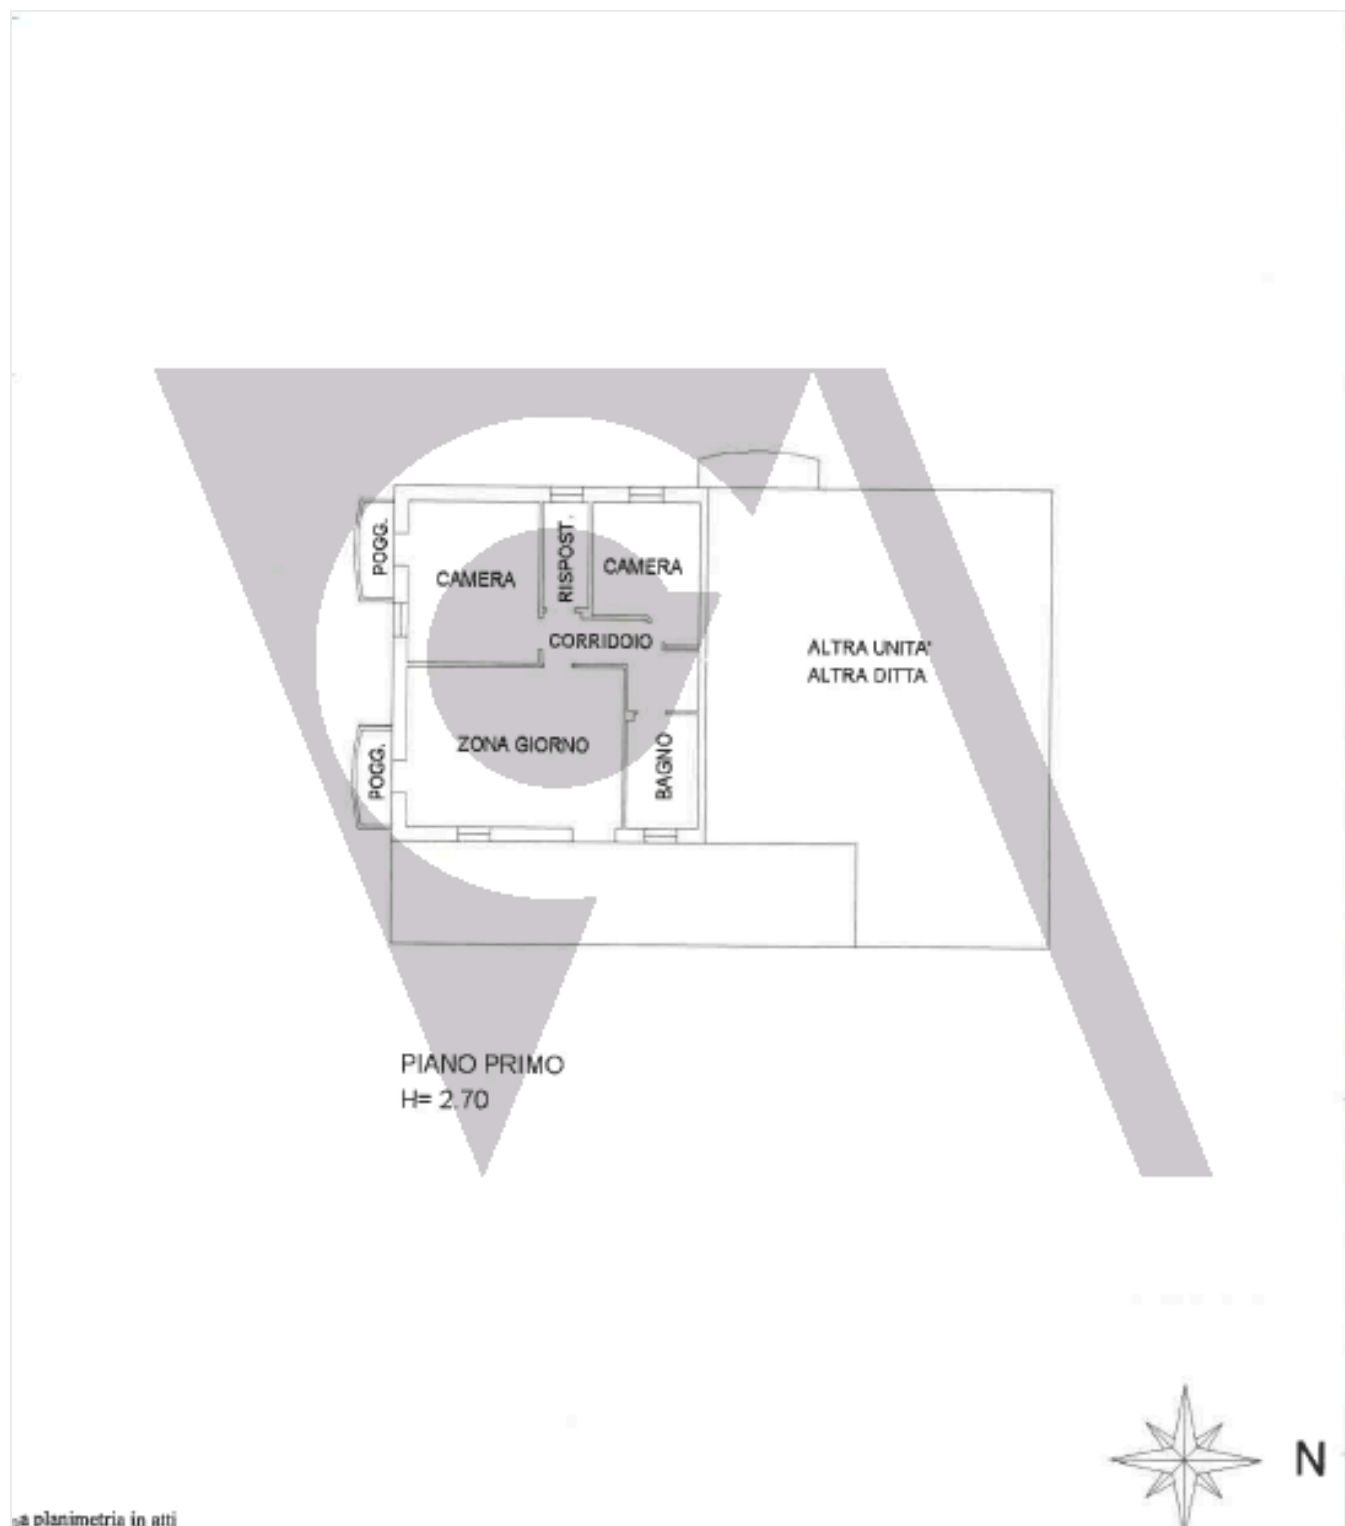 POGG.
CAMERA
RISPOST.
CAMERA
CORRIDOIO
ALTRA UNITA'
ALTRA DITTA
POGG.
ZONA GIORNO
BAGNO
PIANO PRIMO
H= 2.70
N
planimetria in atti